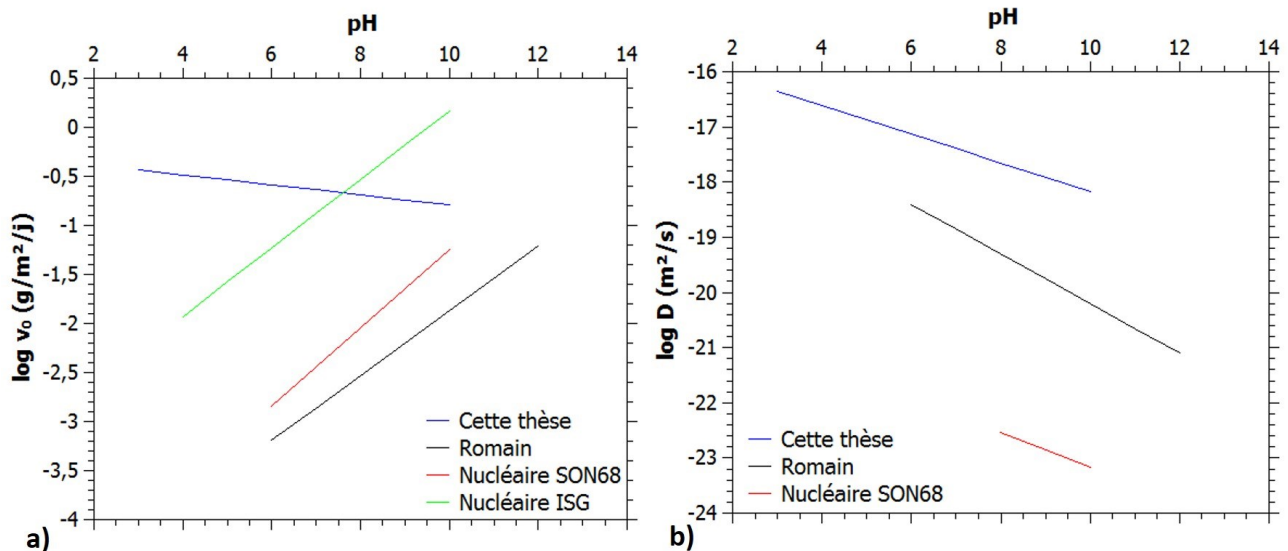 pH
2 4 6 8 10 12 14
0,5
0
-0,5
-1
-1,5
-2
-2,5
-3
-3,5
-4
log v₀ (g/m²/j)
Cette thèse
Romain
Nucléaire SON68
Nucléaire ISG
a)
pH
2 4 6 8 10 12 14
-16
-17
-18
-19
-20
-21
-22
-23
-24
log D (m²/s)
Cette thèse
Romain
Nucléaire SON68
b)